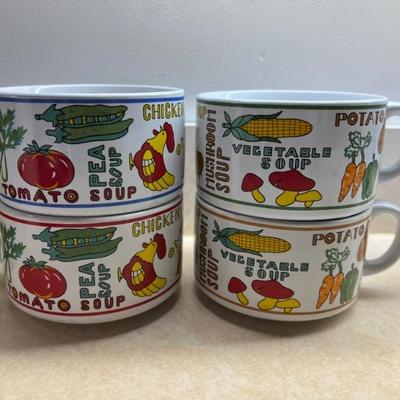 CHICKEN
PEA
SOUP
TOMATO SOUP
MUSHROOM
SOUP
VEGETABLE
SOUP
POTATO
CHICKEN
PEA
SOUP
TOMATO SOUP
MUSHROOM
SOUP
VEGETABLE
SOUP
POTATO